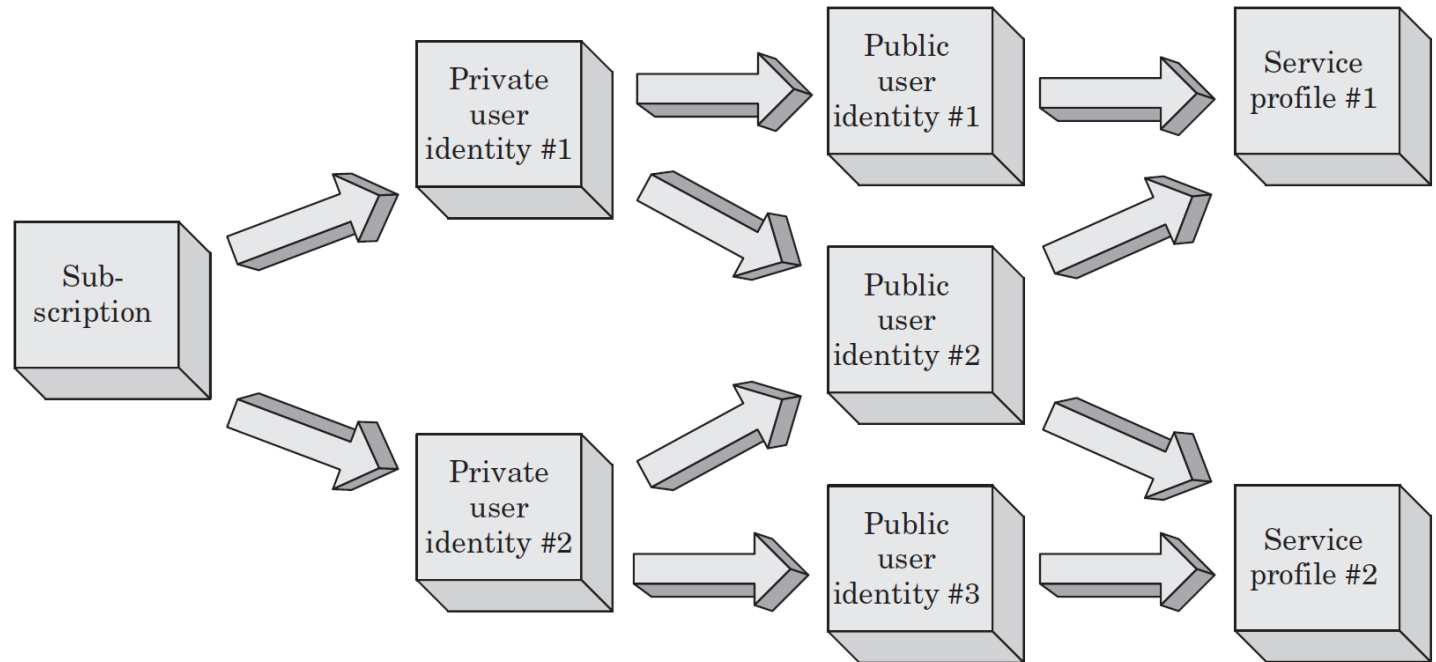 Sub-
scription
Private
user
identity #1
Private
user
identity #2
Public
user
identity #1
Public
user
identity #2
Public
user
identity #3
Service
profile #1
Service
profile #2